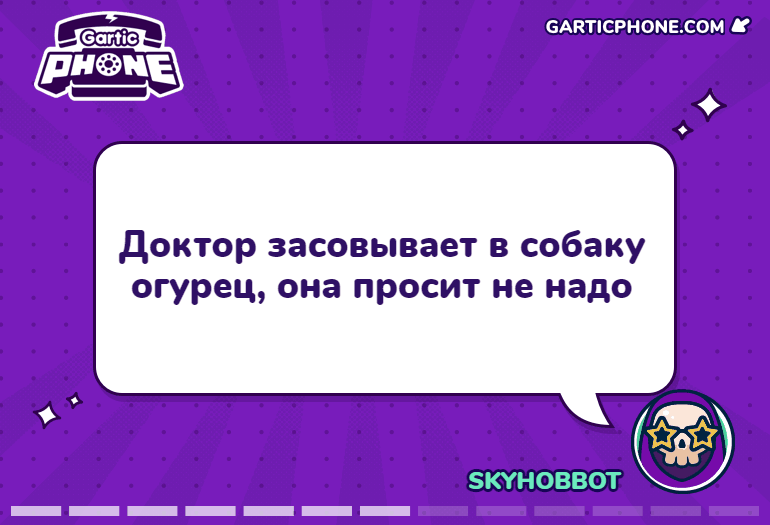 Gartic
PHONE
GARTICPHONE.COM
Доктор засовывает в собаку
огурец, она просит не надо
SKYHOBBOT